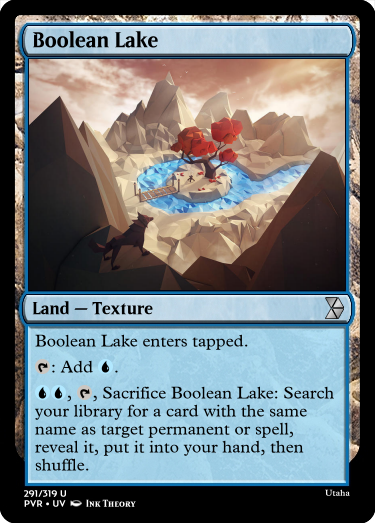 Boolean Lake
Land — Texture
Boolean Lake enters tapped.
: Add .
, , Sacrifice Boolean Lake: Search
your library for a card with the same
name as target permanent or spell,
reveal it, put it into your hand, then
shuffle.
291/319 U
Utaha
PVR • UV Ink Theory